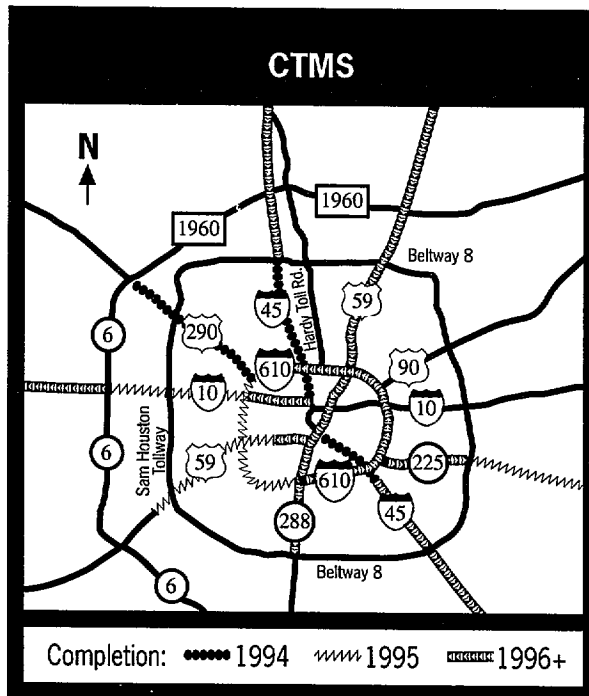 CTMS
N
1960
1960
Beltway 8
59
45
Hardy Toll Rd.
290
6
610
90
10
10
6
Sam Houston
Tollway
59
225
610
45
288
6
Beltway 8
Completion: 1994 1995 1996+